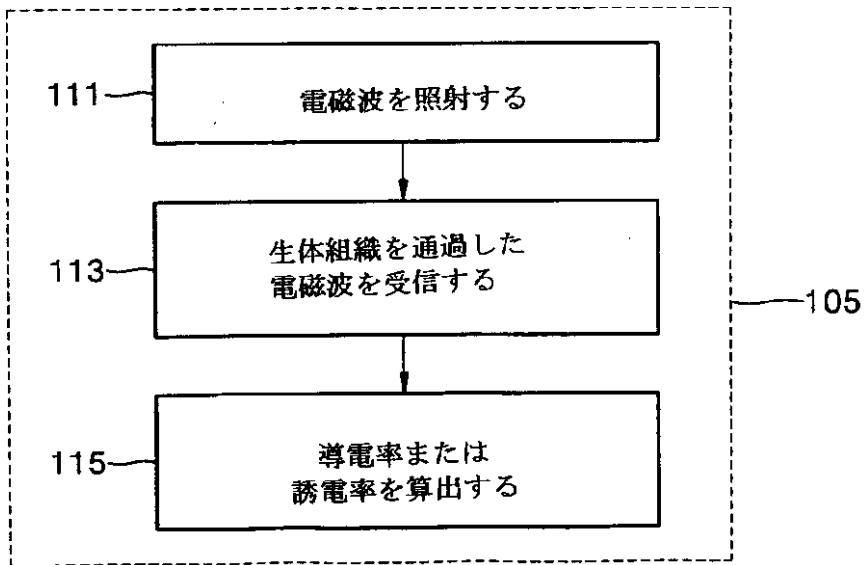 111
電磁波を照射する
113
生体組織を通過した
電磁波を受信する
105
115
導電率または
誘電率を算出する